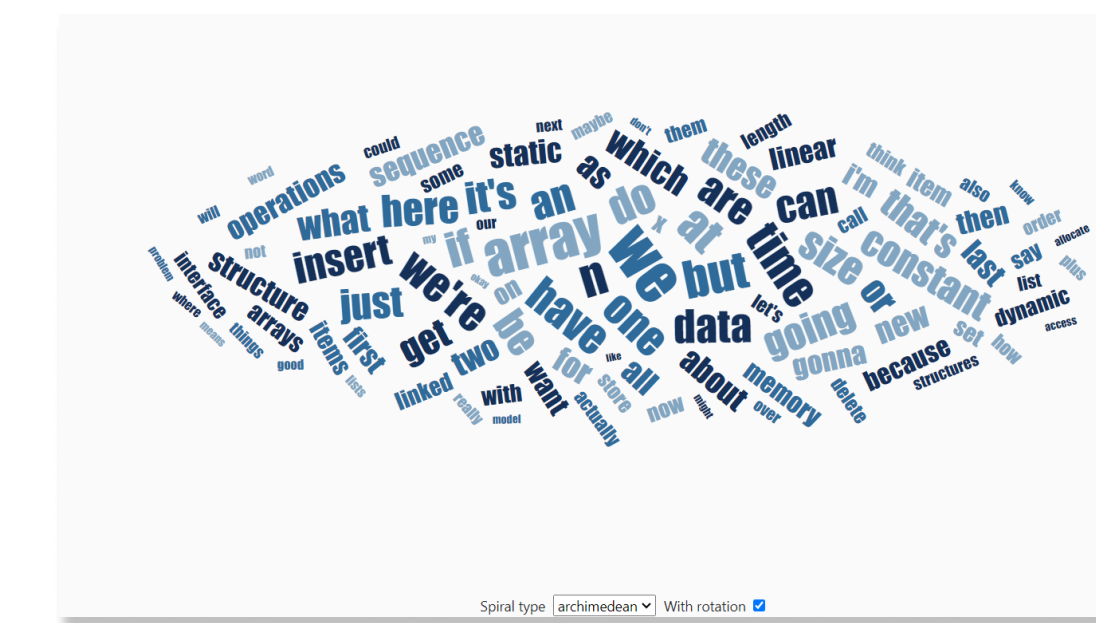 word
will
operations
could
sequence
some
next
static
maybe
don't
them
length
linear
which
these
as
are
can
think
item
i'm
that's
also
know
then
order
allocate
call
say
plus
last
list
dynamic
access
what
here
it's
our
an
do
x
at
not
insert
my
if
array
n
we
but
time
size
constant
or
problem
interface
structure
where
means
arrays
things
good
just
we're
okay
on
have
one
data
let's
going
new
set
how
items
first
get
be
lists
linked
two
for
like
all
about
memory
gonna
because
structures
with
want
store
really
model
actually
now
might
over
delete
Spiral type archimedean With rotation